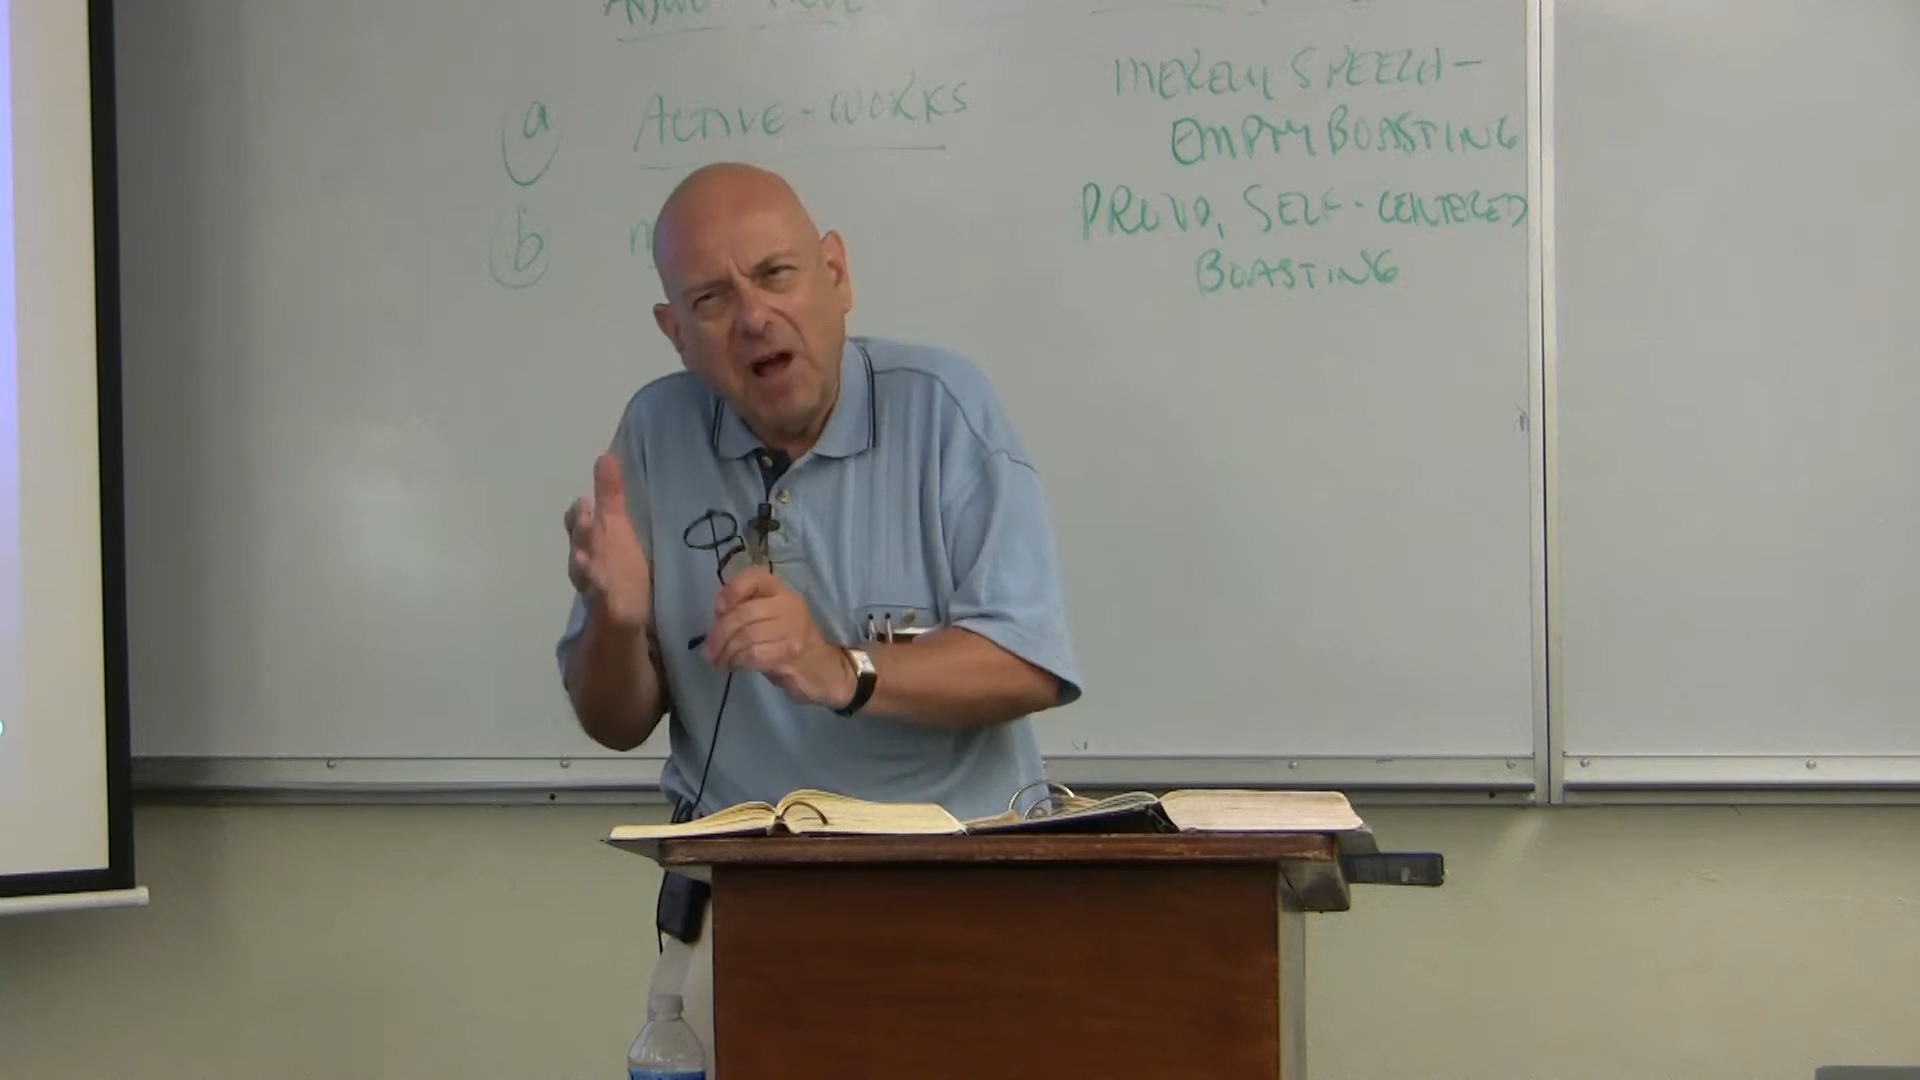 a ACTIVE-WORKS
b
MERELY SPEECH-
EMPTY BOASTING
PROUD, SELF-CENTERED
BOASTING